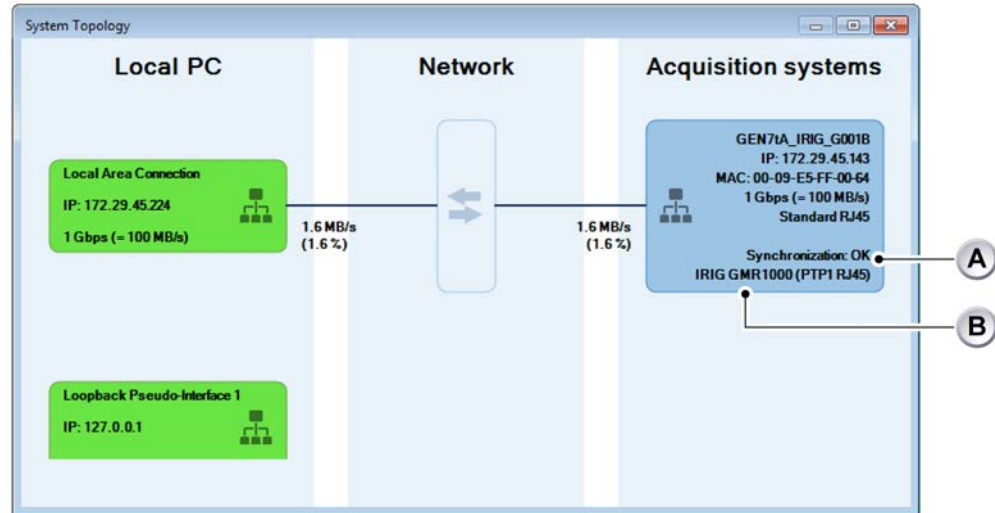 System Topology
Local PC
Network
Acquisition systems
Local Area Connection
IP: 172.29.45.224
1 Gbps (= 100 MB/s)
1.6 MB/s
(1.6 %)
1.6 MB/s
(1.6 %)
GEN7tA_IRIG_G001B
IP: 172.29.45.143
MAC: 00-09-E5-FF-00-64
1 Gbps (= 100 MB/s)
Standard RJ45
Synchronization: OK
IRIG GMR1000 (PTP1 RJ45)
A
B
Loopback Pseudo-Interface 1
IP: 127.0.0.1